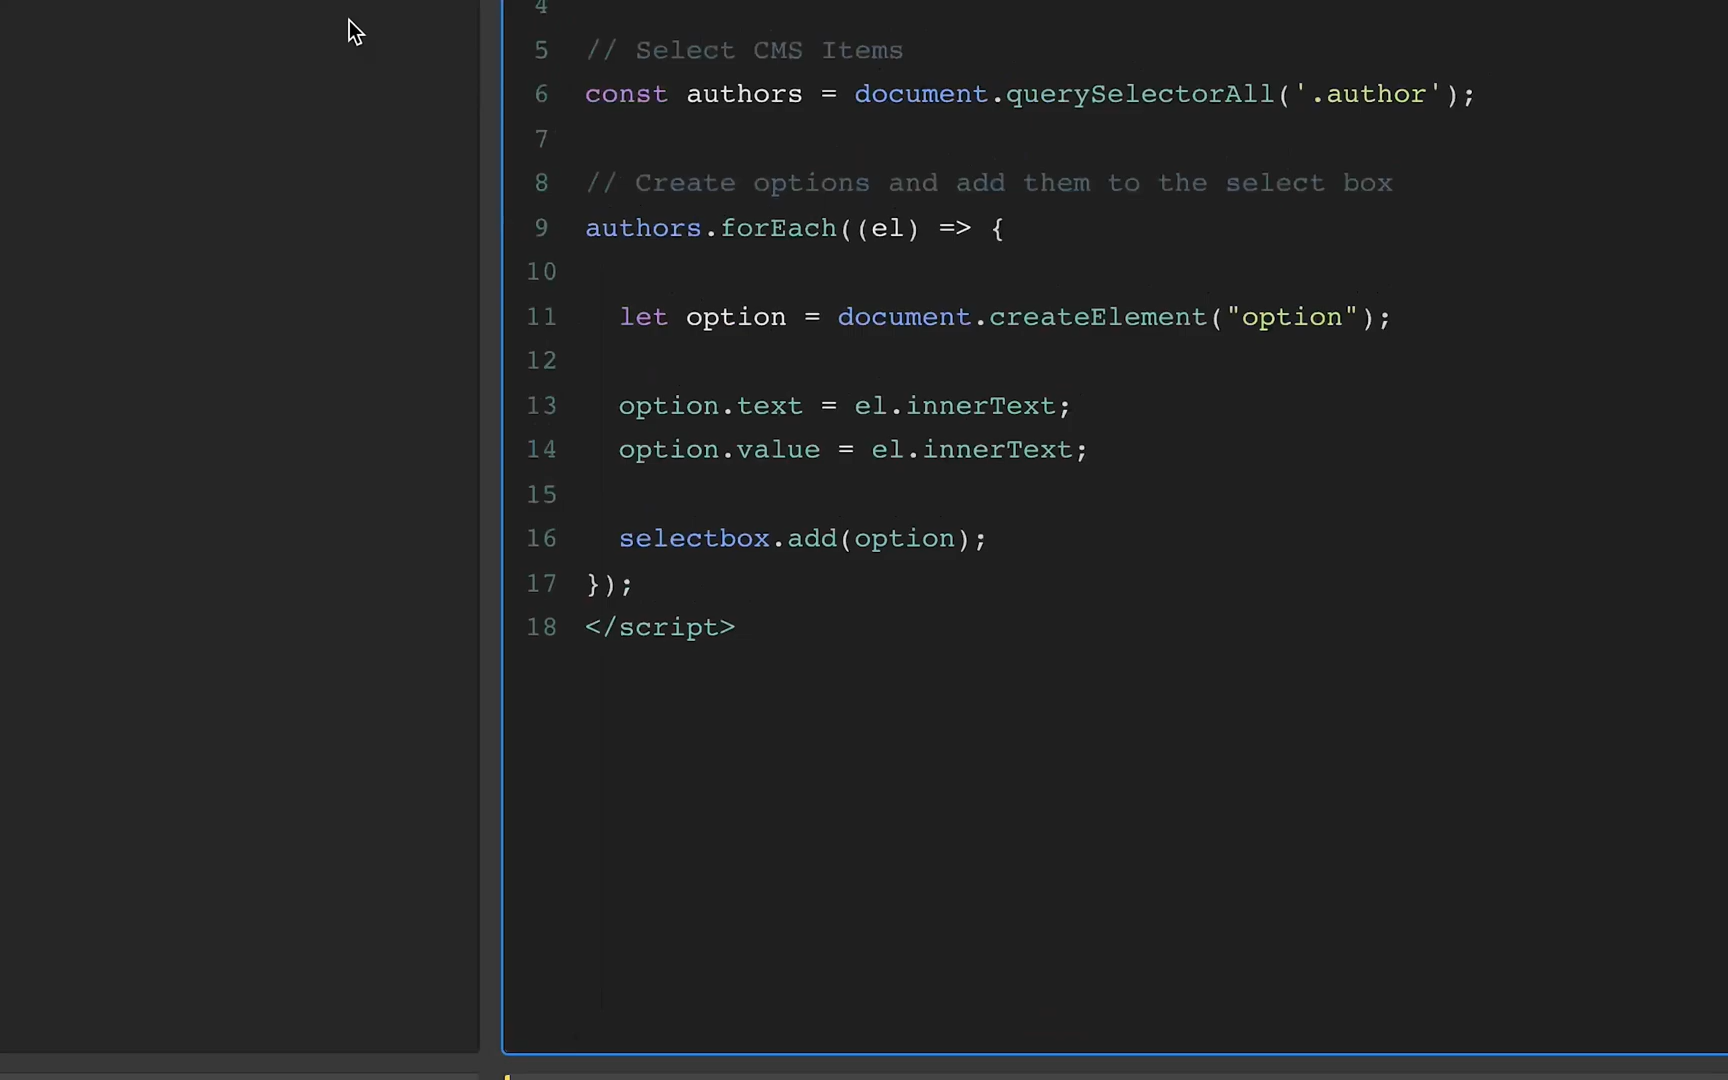 4
5 // Select CMS Items
6 const authors = document.querySelectorAll('.author');
7
8 // Create options and add them to the select box
9 authors.forEach((el) => {
10
11 let option = document.createElement("option");
12
13 option.text = el.innerText;
14 option.value = el.innerText;
15
16 selectbox.add(option);
17 });
18 </script>